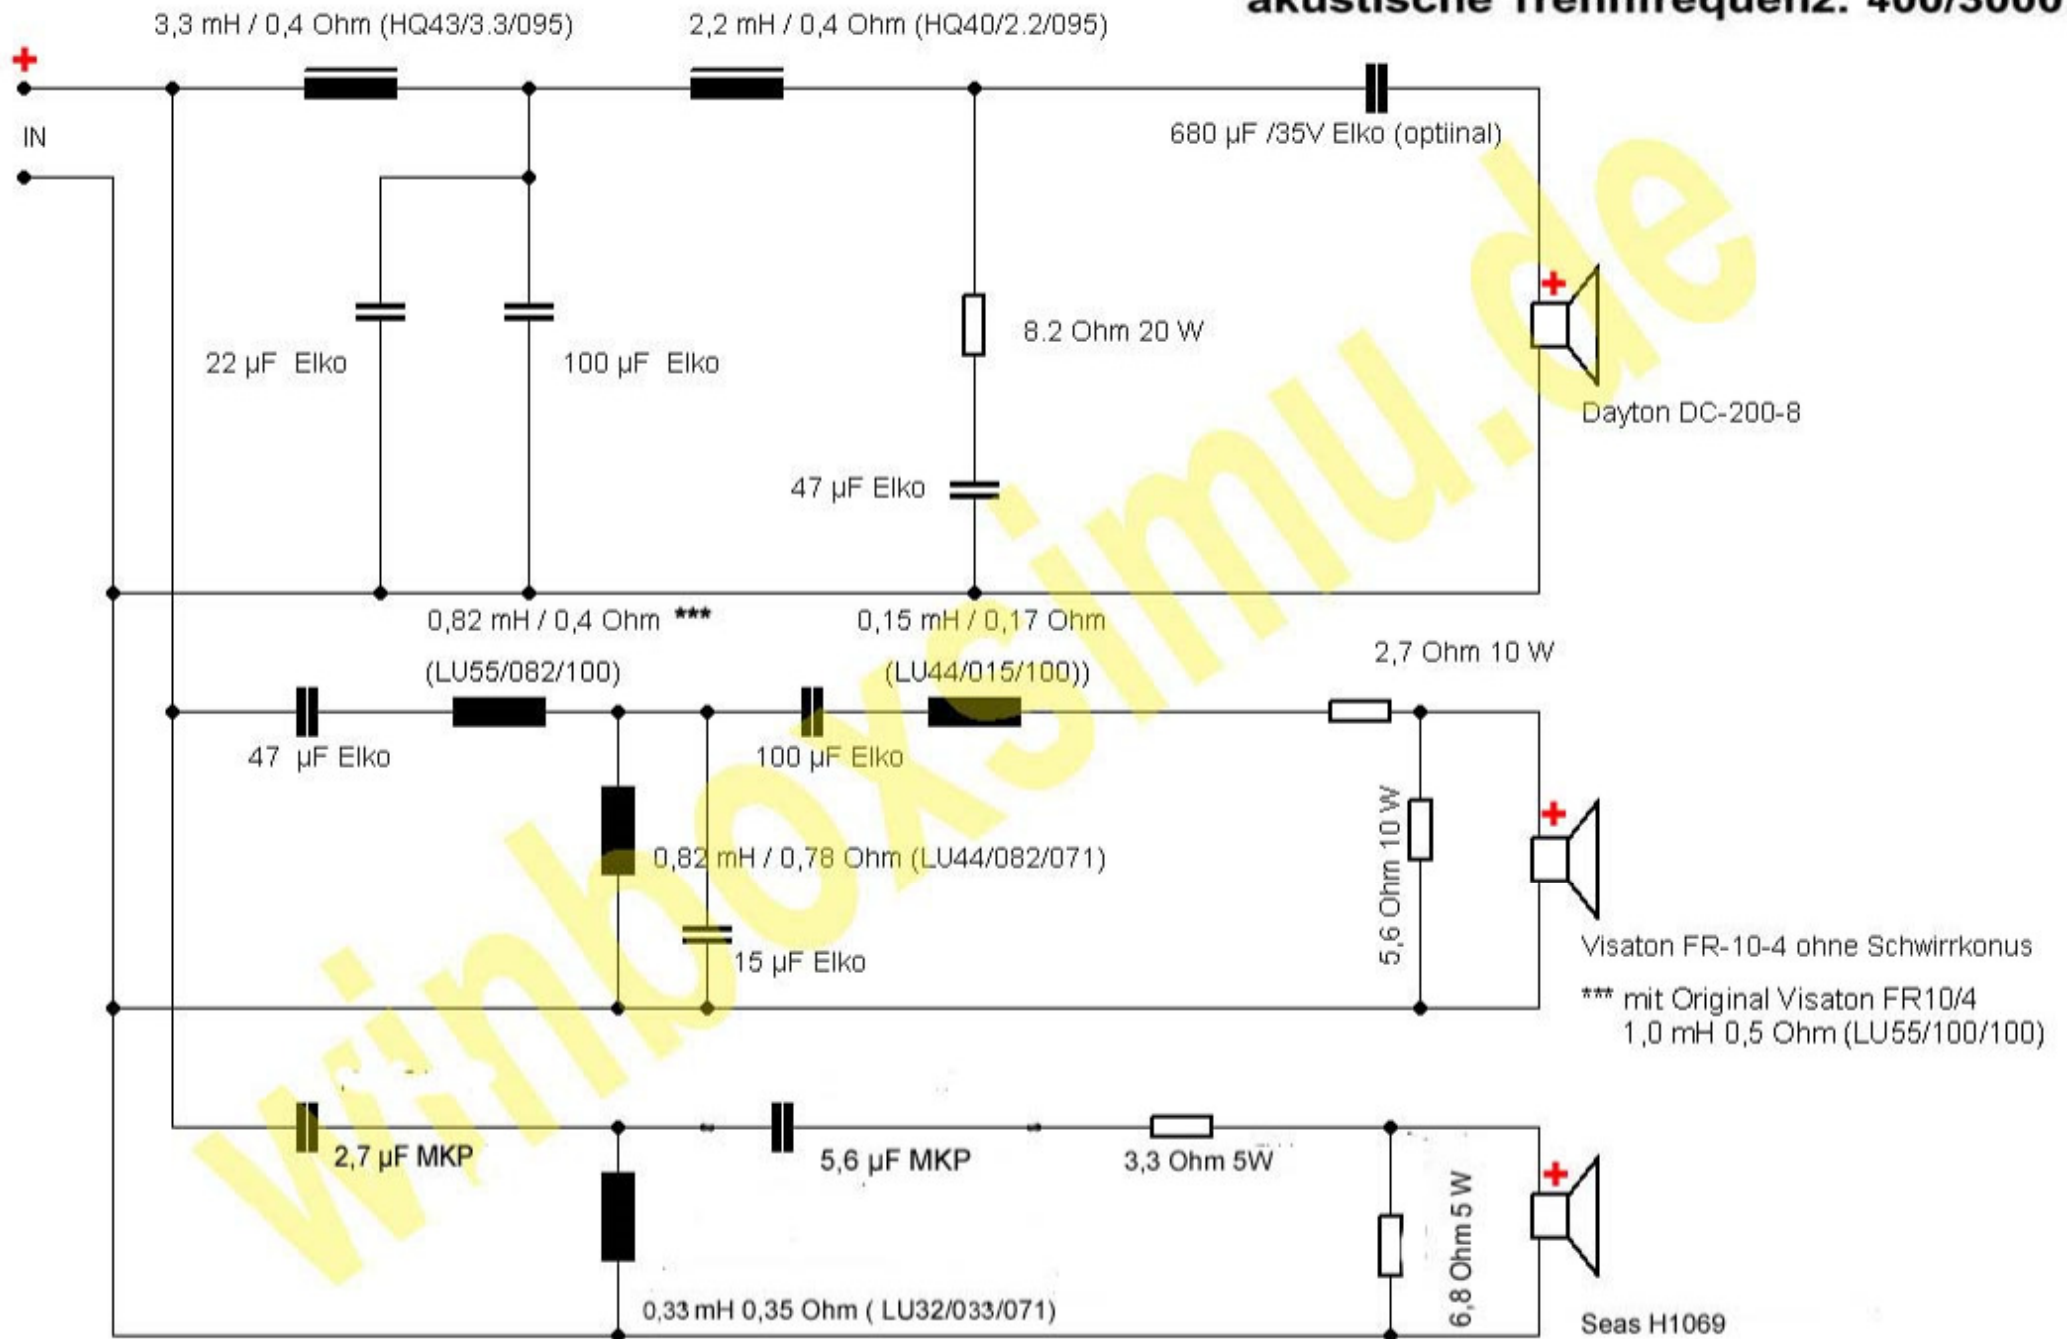 akustische Trennfrequenz: 400/3000
3,3 mH / 0,4 Ohm (HQ43/3.3/095)
2,2 mH / 0,4 Ohm (HQ40/2.2/095)
+
IN
680 µF /35V Elko (optiinal)
+
22 µF Elko
100 µF Elko
8.2 Ohm 20 W
Dayton DC-200-8
47 µF Elko
0,82 mH / 0,4 Ohm ***
(LU55/082/100)
0,15 mH / 0,17 Ohm
(LU44/015/100))
2,7 Ohm 10 W
47 µF Elko
100 µF Elko
5,6 Ohm 10 W
+
0,82 mH / 0,78 Ohm (LU44/082/071)
15 µF Elko
Visaton FR-10-4 ohne Schwirrkonus
*** mit Original Visaton FR10/4
1,0 mH 0,5 Ohm (LU55/100/100)
2,7 µF MKP
5,6 µF MKP
3,3 Ohm 5W
6,8 Ohm 5 W
+
0,33 mH 0,35 Ohm ( LU32/033/071)
Seas H1069
winboxsimu.de